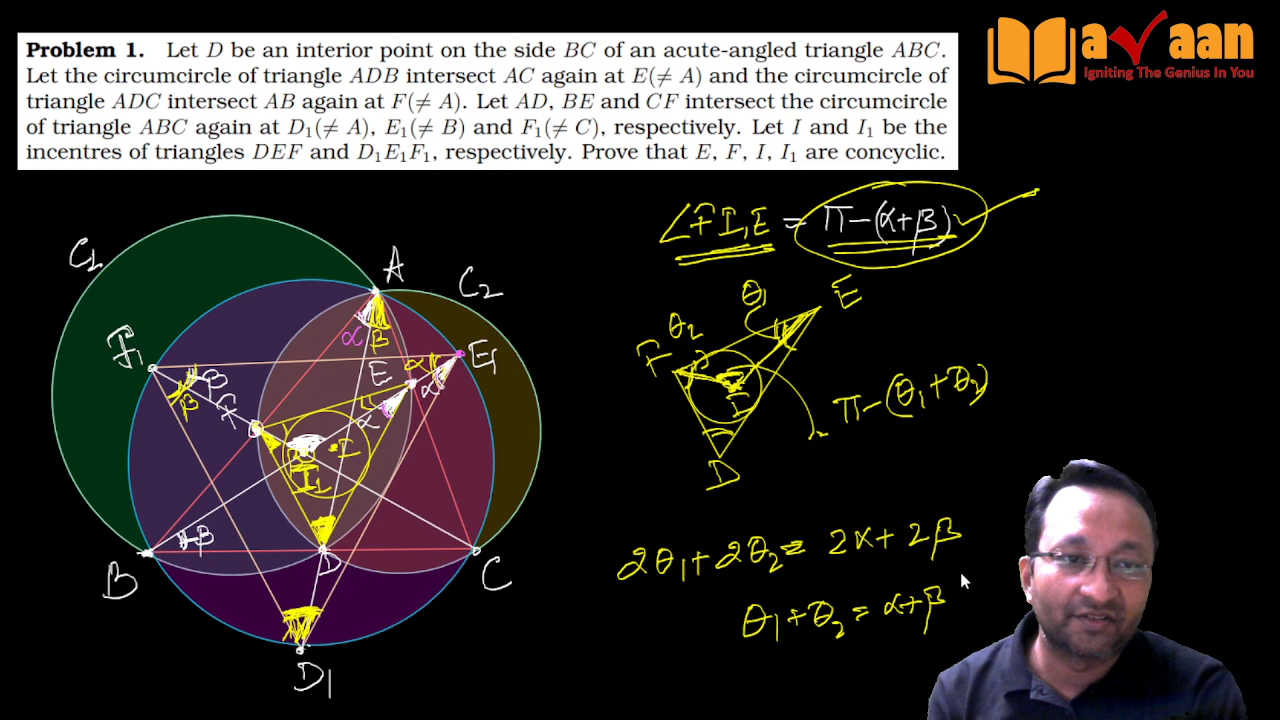 Problem 1. Let D be an interior point on the side BC of an acute-angled triangle ABC.
Let the circumcircle of triangle ADB intersect AC again at E(≠ A) and the circumcircle of
triangle ADC intersect AB again at F(≠ A). Let AD, BE and CF intersect the circumcircle
of triangle ABC again at D₁(≠ A), E₁(≠ B) and F₁(≠ C), respectively. Let I and I₁ be the
incentres of triangles DEF and D₁E₁F₁, respectively. Prove that E, F, I, I₁ are concyclic.
avaan
Igniting The Genius In You
∠FI₁E = π-(α+β)
C₁
A
C₂
F₁
E₁
α
β
E
α
α
β
β
F
α
I
I₁
β
B
D
C
D₁
θ₁
E
θ₂
F
I
D
π-(θ₁+θ₂)
2θ₁+2θ₂= 2α+2β
θ₁+θ₂= α+β